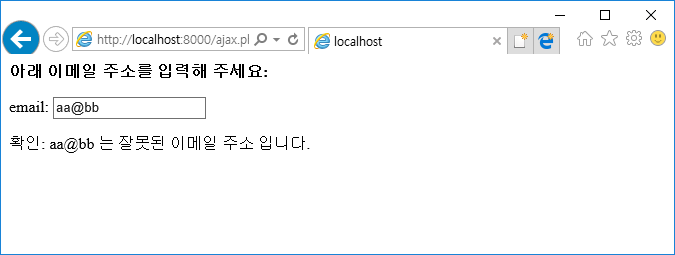 http://localhost:8000/ajax.pl
localhost
아래 이메일 주소를 입력해 주세요:
email: aa@bb
확인: aa@bb 는 잘못된 이메일 주소 입니다.